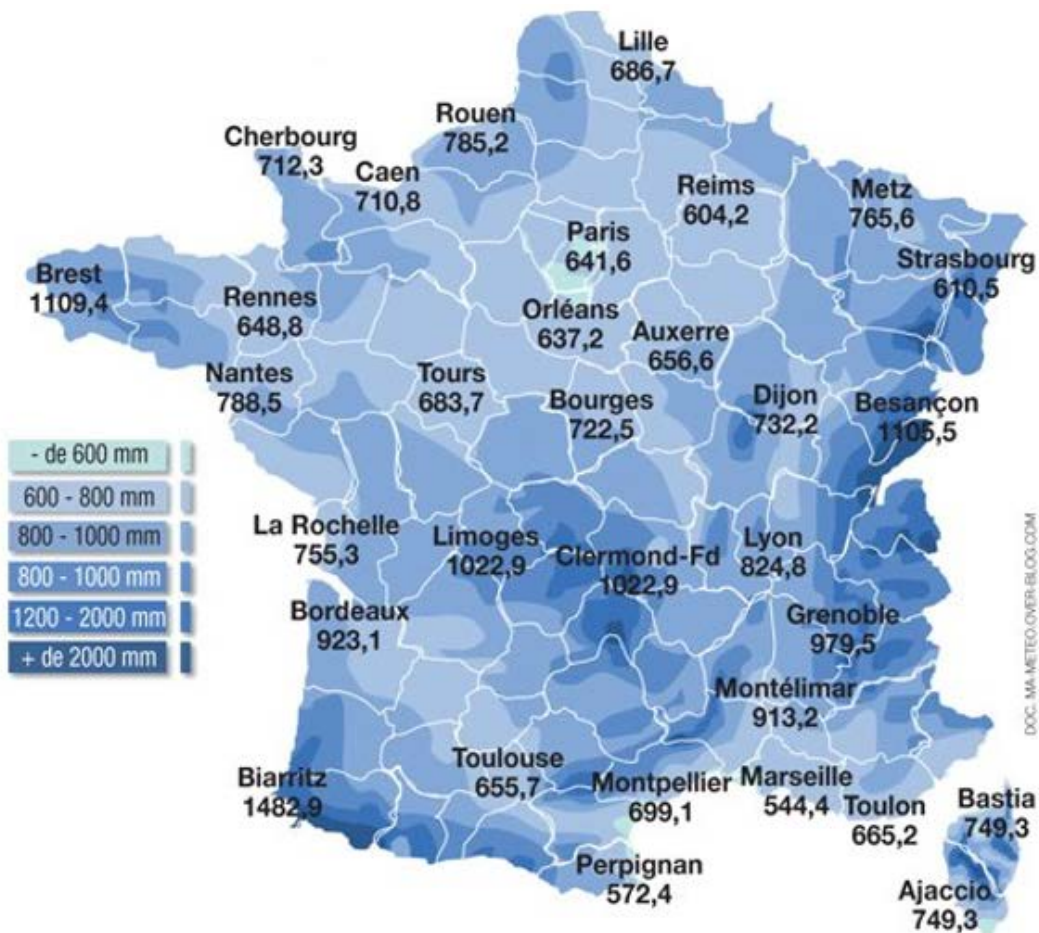 Lille
686,7
Rouen
785,2
Cherbourg
712,3
Caen
710,8
Reims
604,2
Metz
765,6
Paris
641,6
Strasbourg
610,5
Brest
1109,4
Rennes
648,8
Orléans
637,2
Auxerre
656,6
Nantes
788,5
Tours
683,7
Bourges
722,5
Dijon
732,2
Besançon
1105,5
- de 600 mm
600 - 800 mm
800 - 1000 mm
800 - 1000 mm
1200 - 2000 mm
+ de 2000 mm
La Rochelle
755,3
Limoges
1022,9
Clermond-Fd
1022,9
Lyon
824,8
Bordeaux
923,1
Grenoble
979,5
Montélimar
913,2
Biarritz
1482,9
Toulouse
655,7
Montpellier
699,1
Marseille
544,4
Toulon
665,2
Bastia
749,3
Perpignan
572,4
Ajaccio
749,3
DOC. MA-METEO.OVER-BLOG.COM